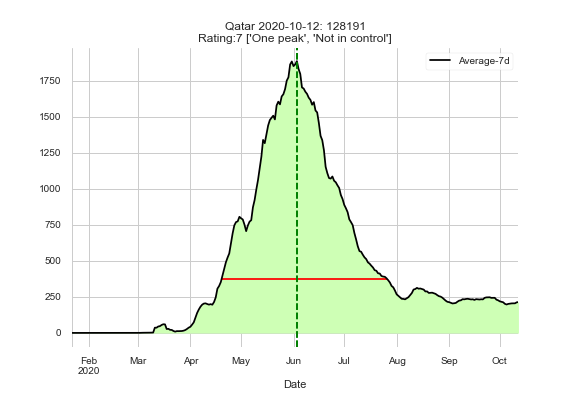 Qatar 2020-10-12: 128191
Rating:7 ['One peak', 'Not in control']
Average-7d
1750
1500
1250
1000
750
500
250
0
Feb Mar Apr May Jun Jul Aug Sep Oct
2020
Date